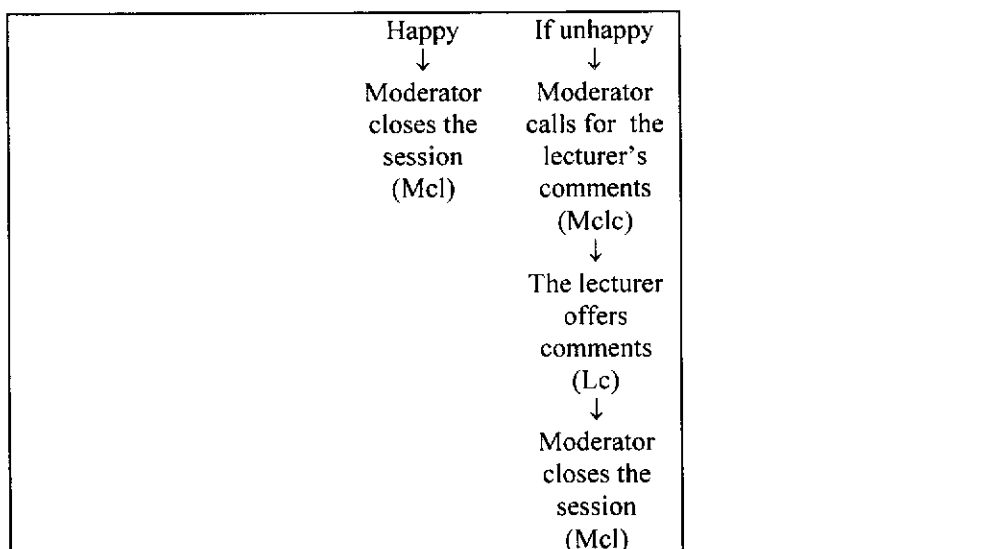 Happy
↓
Moderator
closes the
session
(Mcl)
If unhappy
↓
Moderator
calls for the
lecturer's
comments
(Mclc)
↓
The lecturer
offers
comments
(Lc)
↓
Moderator
closes the
session
(Mcl)